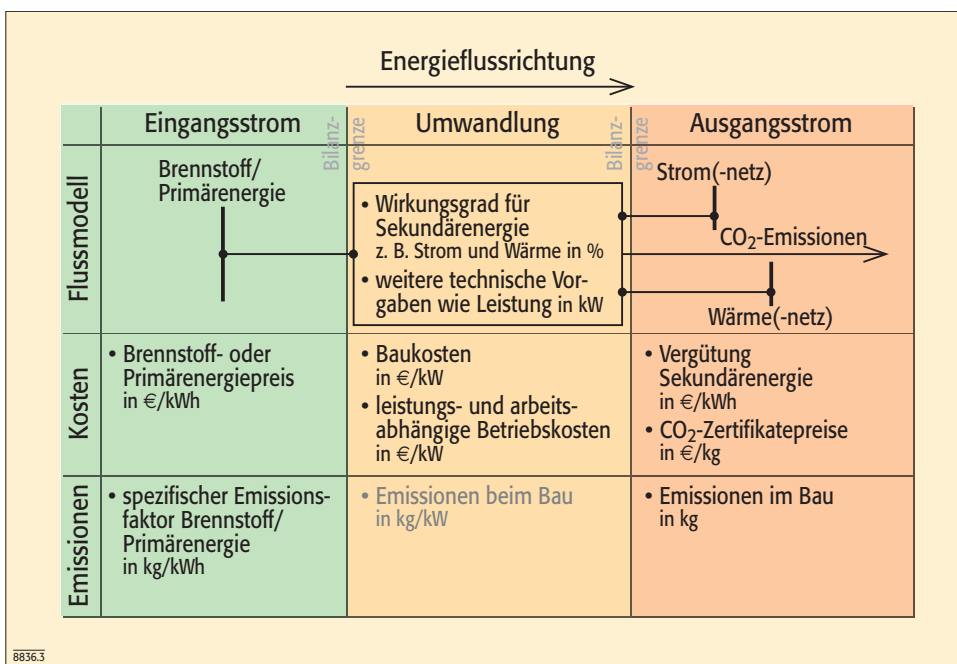 Energieflussrichtung
Eingangsstrom
Bilanz-
grenze
Umwandlung
Bilanz-
grenze
Ausgangsstrom
Flussmodell
Brennstoff/
Primärenergie
• Wirkungsgrad für
Sekundärenergie
z. B. Strom und Wärme in %
• weitere technische Vor-
gaben wie Leistung in kW
Strom(-netz)
CO₂-Emissionen
Wärme(-netz)
Kosten
• Brennstoff- oder
Primärenergiepreis
in €/kWh
• Baukosten
in €/kW
• leistungs- und arbeits-
abhängige Betriebskosten
in €/kW
• Vergütung
Sekundärenergie
in €/kWh
• CO₂-Zertifikatepreise
in €/kg
Emissionen
• spezifischer Emissions-
faktor Brennstoff/
Primärenergie
in kg/kWh
• Emissionen beim Bau
in kg/kW
• Emissionen im Bau
in kg
8836.3